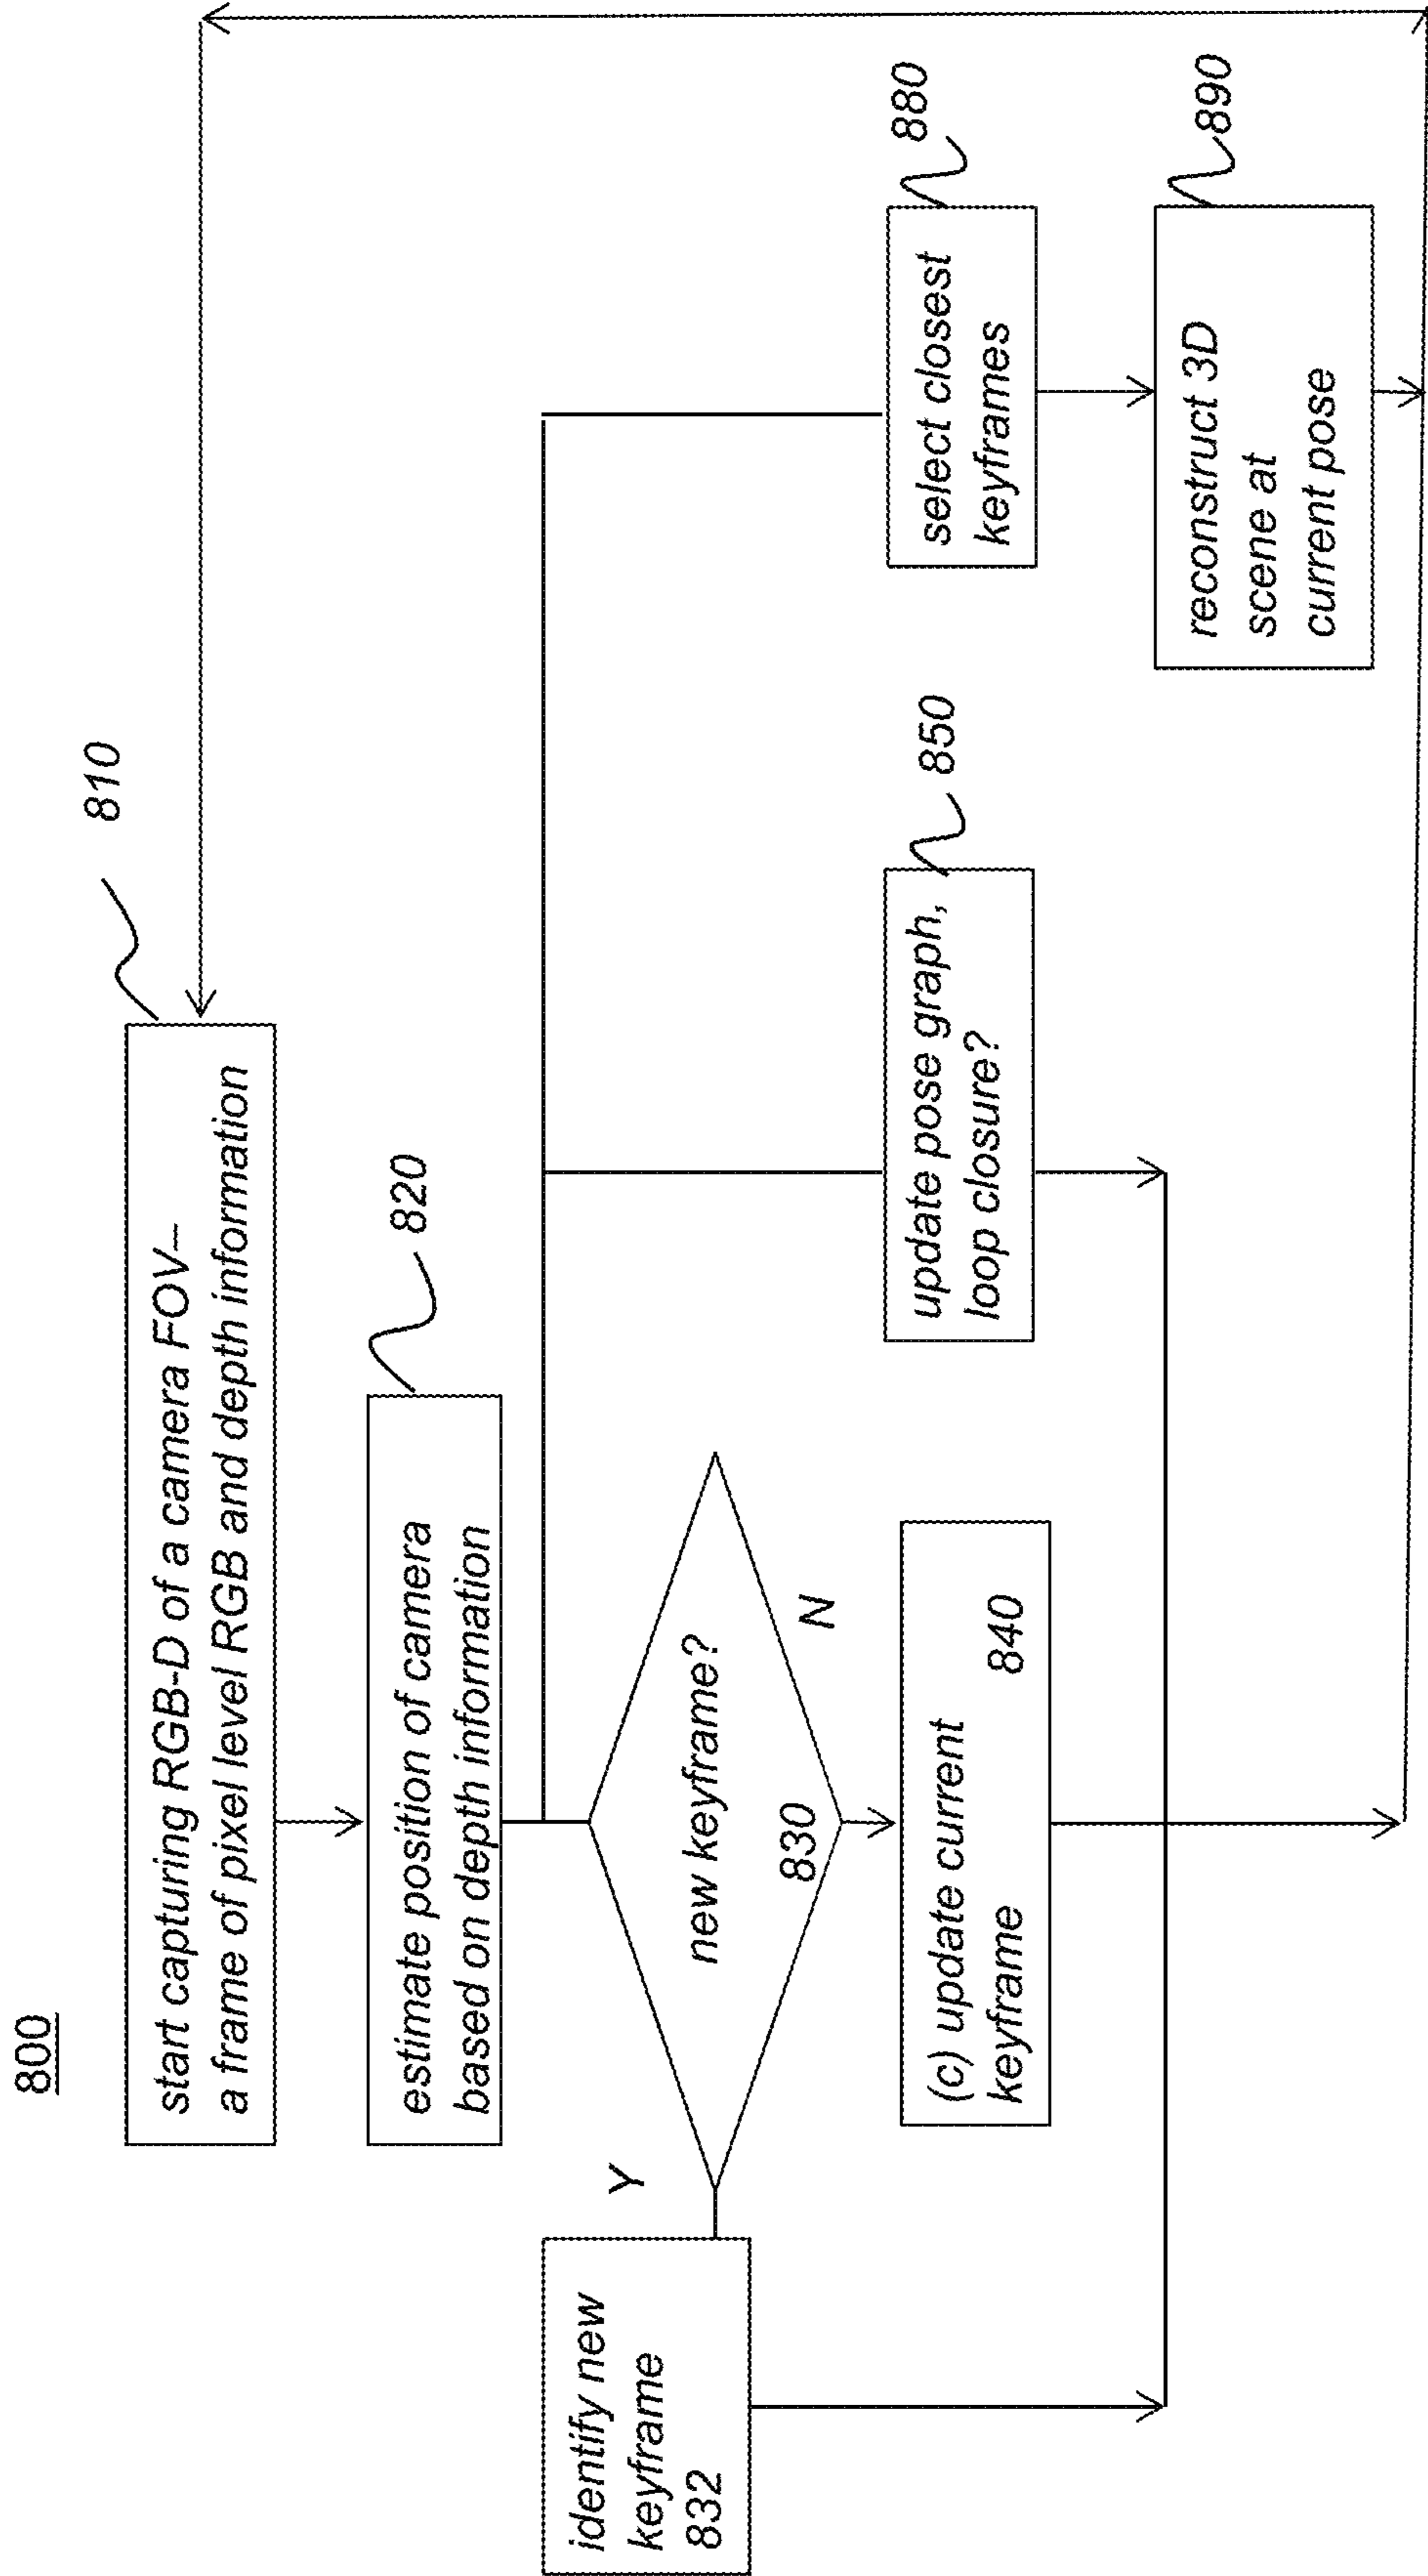 800
810
start capturing RGB-D of a camera FOV–
a frame of pixel level RGB and depth information
820
estimate position of camera
based on depth information
Y
new keyframe?
830
N
identify new
keyframe
832
(c) update current
keyframe
840
update pose graph,
loop closure?
850
select closest
keyframes
880
reconstruct 3D
scene at
current pose
890